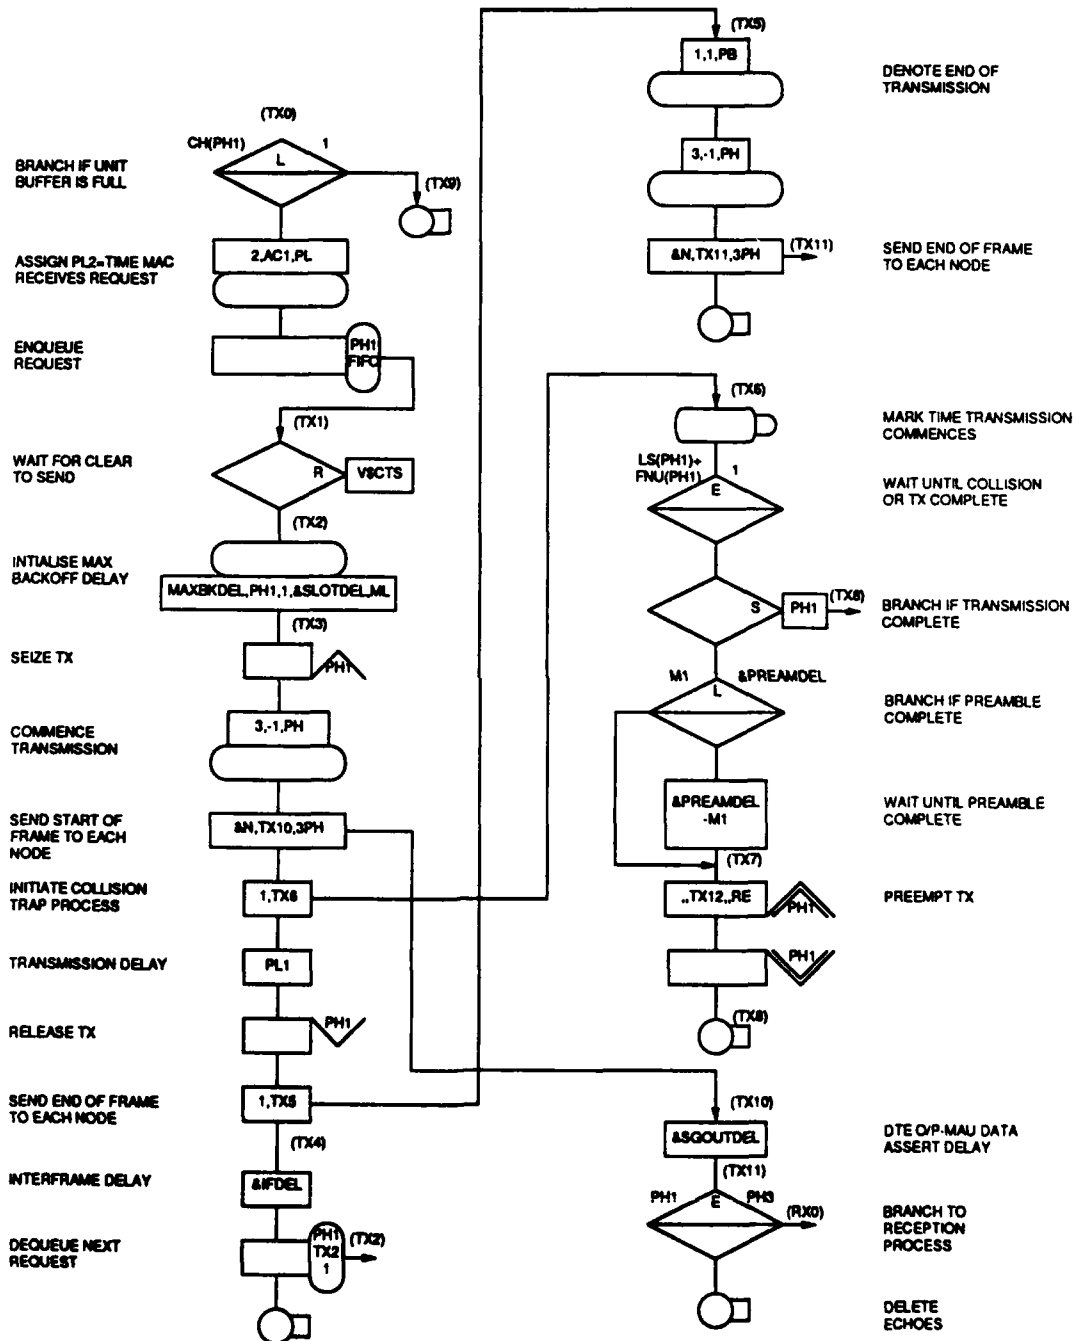 (TX0)
CH(PH1) 1
L
BRANCH IF UNIT
BUFFER IS FULL
(TX9)
2,AC1,PL
ASSIGN PL2=TIME MAC
RECEIVES REQUEST
ENQUEUE
REQUEST
PH1
FIFO
(TX1)
WAIT FOR CLEAR
TO SEND
R
V$CTS
(TX2)
INTIALISE MAX
BACKOFF DELAY
MAXBKDEL,PH1,1,&SLOTDEL,ML
(TX3)
SEIZE TX
PH1
COMMENCE
TRANSMISSION
3,-1,PH
SEND START OF
FRAME TO EACH
NODE
&N,TX10,3PH
INITIATE COLLISION
TRAP PROCESS
1,TX6
TRANSMISSION DELAY
PL1
RELEASE TX
PH1
SEND END OF FRAME
TO EACH NODE
1,TX5
(TX4)
INTERFRAME DELAY
&IFDEL
DEQUEUE NEXT
REQUEST
PH1
TX2
1
(TX2)
(TX5)
1,1,PB
DENOTE END OF
TRANSMISSION
3,-1,PH
&N,TX11,3PH
(TX11)
SEND END OF FRAME
TO EACH NODE
(TX6)
MARK TIME TRANSMISSION
COMMENCES
LS(PH1)+
FNU(PH1) 1
E
WAIT UNTIL COLLISION
OR TX COMPLETE
S
PH1
(TX8)
BRANCH IF TRANSMISSION
COMPLETE
M1 &PREAMDEL
L
BRANCH IF PREAMBLE
COMPLETE
&PREAMDEL
-M1
WAIT UNTIL PREAMBLE
COMPLETE
(TX7)
,,TX12,,RE
PH1
PREEMPT TX
PH1
(TX8)
(TX10)
&SGOUTDEL
DTE O/P-MAU DATA
ASSERT DELAY
(TX11)
PH1 E PH3
(RX0)
BRANCH TO
RECEPTION
PROCESS
DELETE
ECHOES